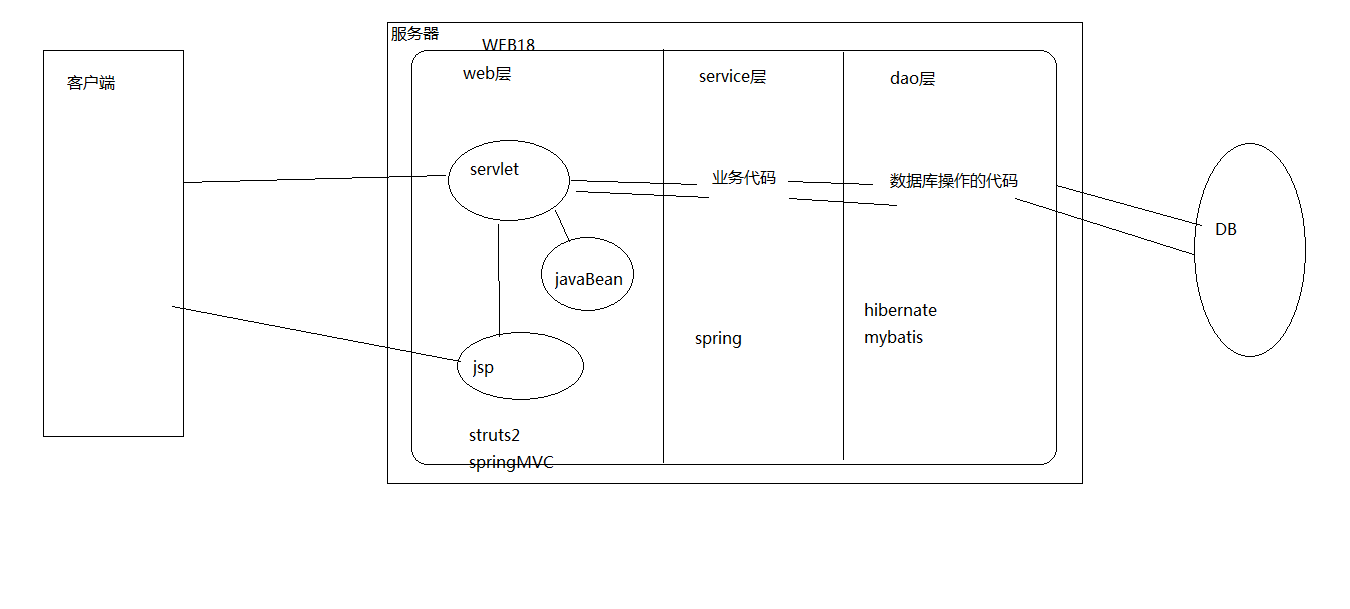 服务器
WEB18
客户端
web层
service层
dao层
servlet
业务代码
数据库操作的代码
DB
javaBean
hibernate
spring
mybatis
jsp
struts2
springMVC